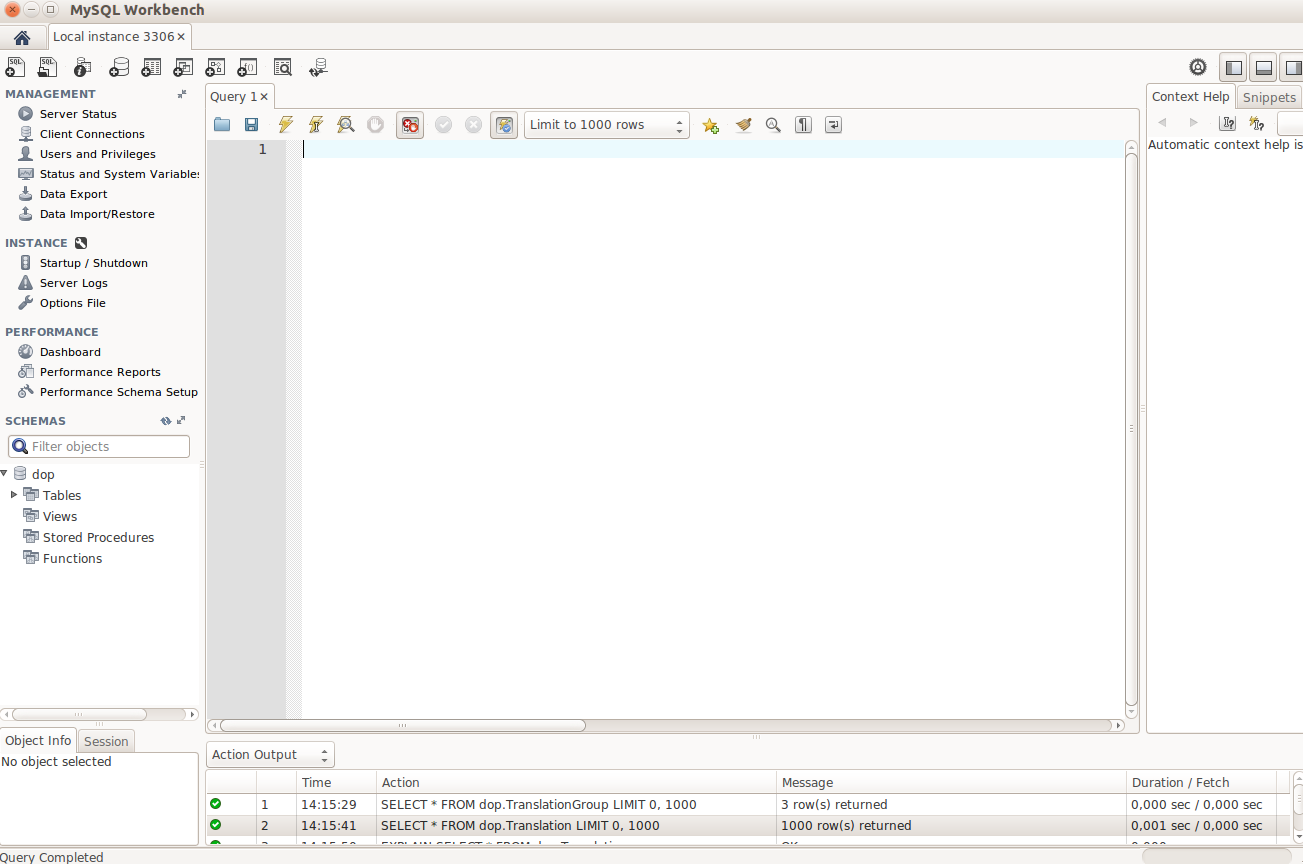 MySQL Workbench
Local instance 3306
SQL SQL
MANAGEMENT
Server Status
Client Connections
Users and Privileges
Status and System Variables
Data Export
Data Import/Restore
INSTANCE
Startup / Shutdown
Server Logs
Options File
PERFORMANCE
Dashboard
Performance Reports
Performance Schema Setup
SCHEMAS
Filter objects
dop
Tables
Views
Stored Procedures
Functions
Object Info Session
No object selected
Query 1
Limit to 1000 rows
1
Context Help Snippets
Automatic context help is
Action Output
Time Action Message Duration / Fetch
1 14:15:29 SELECT * FROM dop.TranslationGroup LIMIT 0, 1000 3 row(s) returned 0,000 sec / 0,000 sec
2 14:15:41 SELECT * FROM dop.Translation LIMIT 0, 1000 1000 row(s) returned 0,001 sec / 0,000 sec
Query Completed